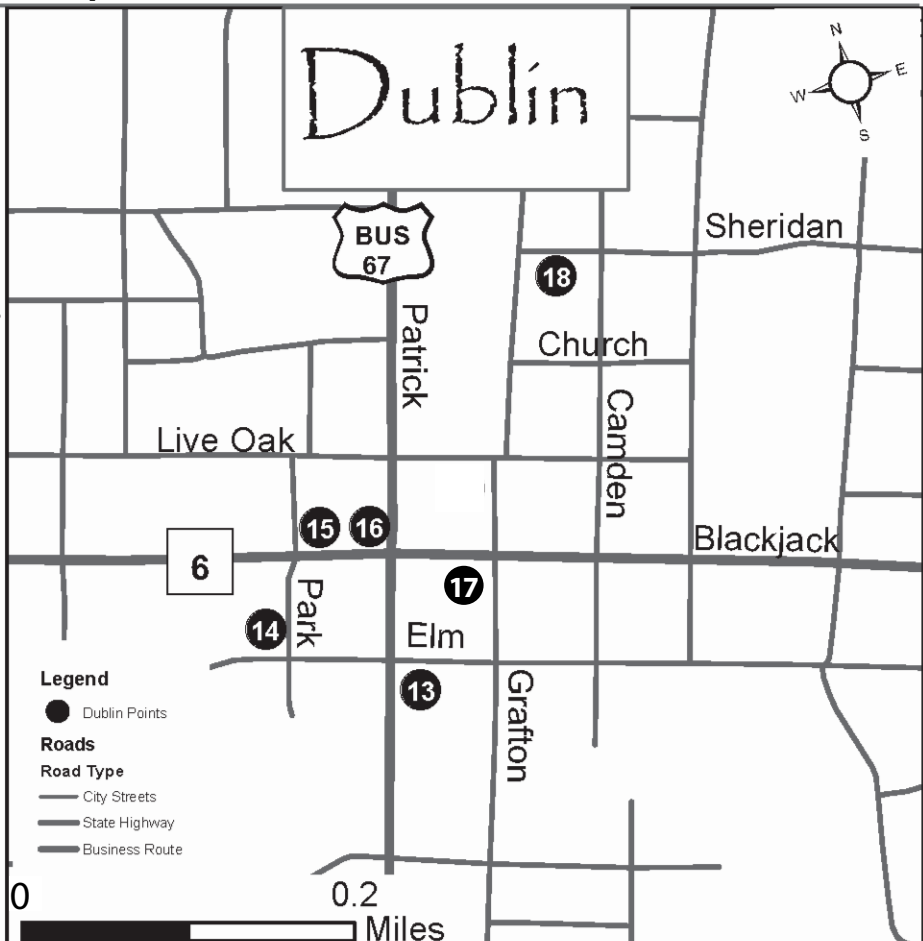 Dublin
N
W
E
S
Sheridan
BUS
67
18
Patrick
Church
Camden
Live Oak
15
16
Blackjack
6
17
Park
14
Elm
13
Grafton
Legend
Dublin Points
Roads
Road Type
City Streets
State Highway
Business Route
0
0.2
Miles